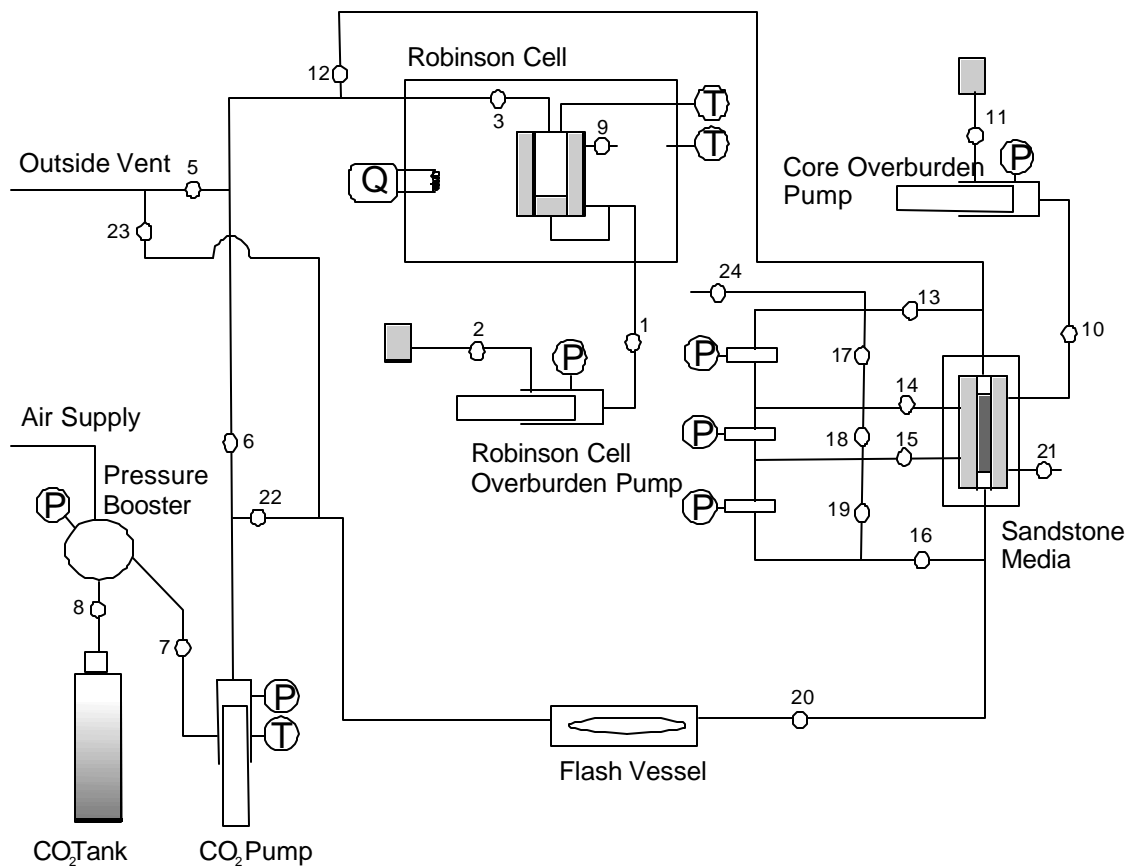 12
Robinson Cell
3
9
T
T
11
P
Core Overburden
Pump
Outside Vent
5
Q
23
24
13
1
10
2
P
P
17
14
Air Supply
6
Robinson Cell
Overburden Pump
P
18
15
21
Pressure
Booster
P
22
P
19
16
Sandstone
Media
8
7
P
T
20
Flash Vessel
CO₂Tank
CO₂Pump